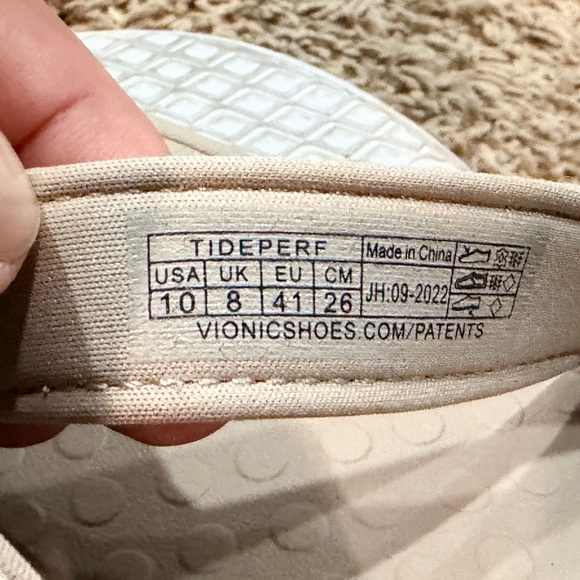 TIDEPERF Made in China
USA UK EU CM JH:09-2022
10 8 41 26
VIONICSHOES.COM/PATENTS